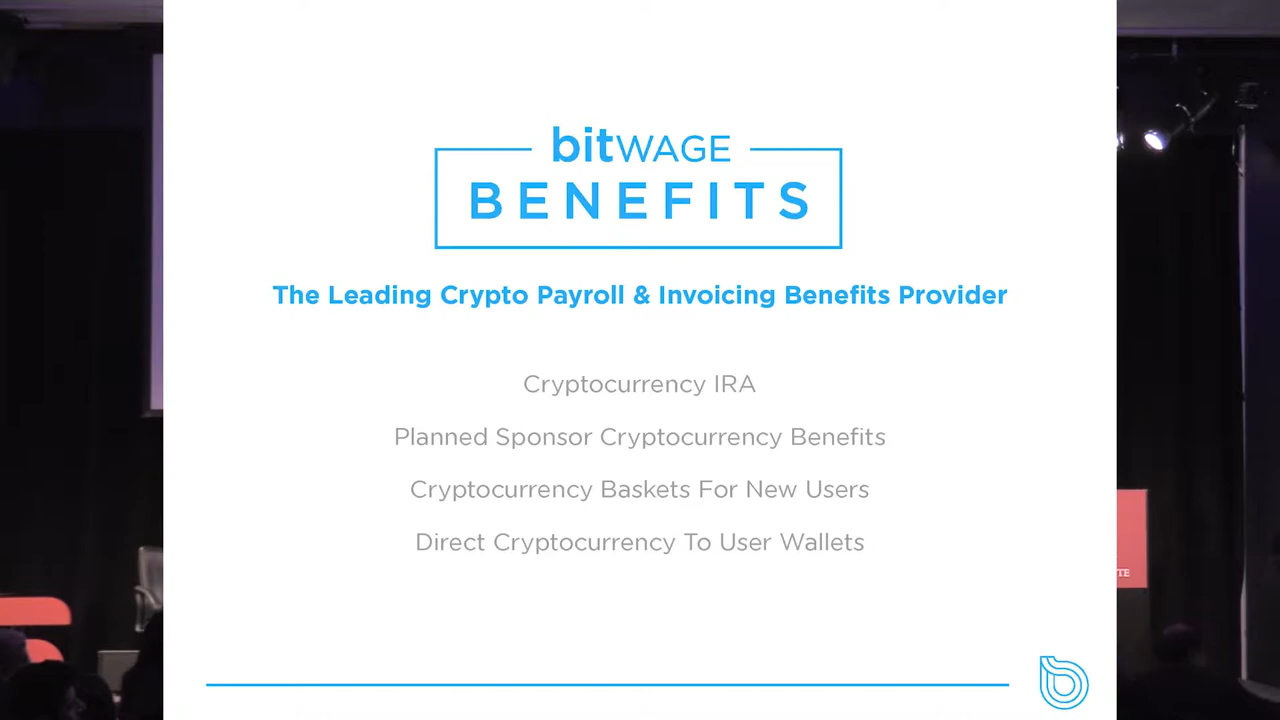 bitWAGE
BENEFITS
The Leading Crypto Payroll & Invoicing Benefits Provider
Cryptocurrency IRA
Planned Sponsor Cryptocurrency Benefits
Cryptocurrency Baskets For New Users
Direct Cryptocurrency To User Wallets